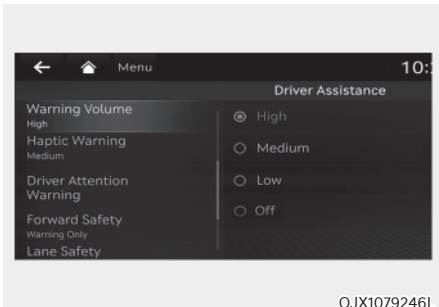 Menu
10:
Driver Assistance
Warning Volume
High
Haptic Warning
Medium
Driver Attention
Warning
Forward Safety
Warning Only
Lane Safety
High
Medium
Low
Off
OJX1079246L